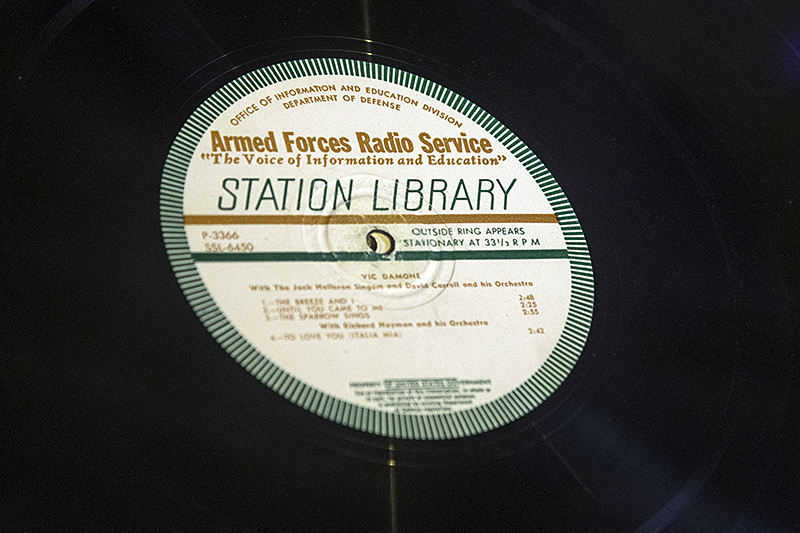 OFFICE OF INFORMATION AND EDUCATION DIVISION
DEPARTMENT OF DEFENSE
Armed Forces Radio Service
"The Voice of Information and Education"
STATION LIBRARY
P-3366
SSL-6450
OUTSIDE RING APPEARS
STATIONARY AT 33⅓ R P M
VIC DAMONE
With The Jack Halloran Singers and David Carroll and his Orchestra
1—THE BREEZE AND I 2:48
2—UNTIL YOU CAME TO ME 2:25
3—THE SPARROW SINGS 2:55
With Richard Hayman and his Orchestra
4—TO LOVE YOU (ITALIA MIA) 2:42
PROPERTY OF UNITED STATES GOVERNMENT